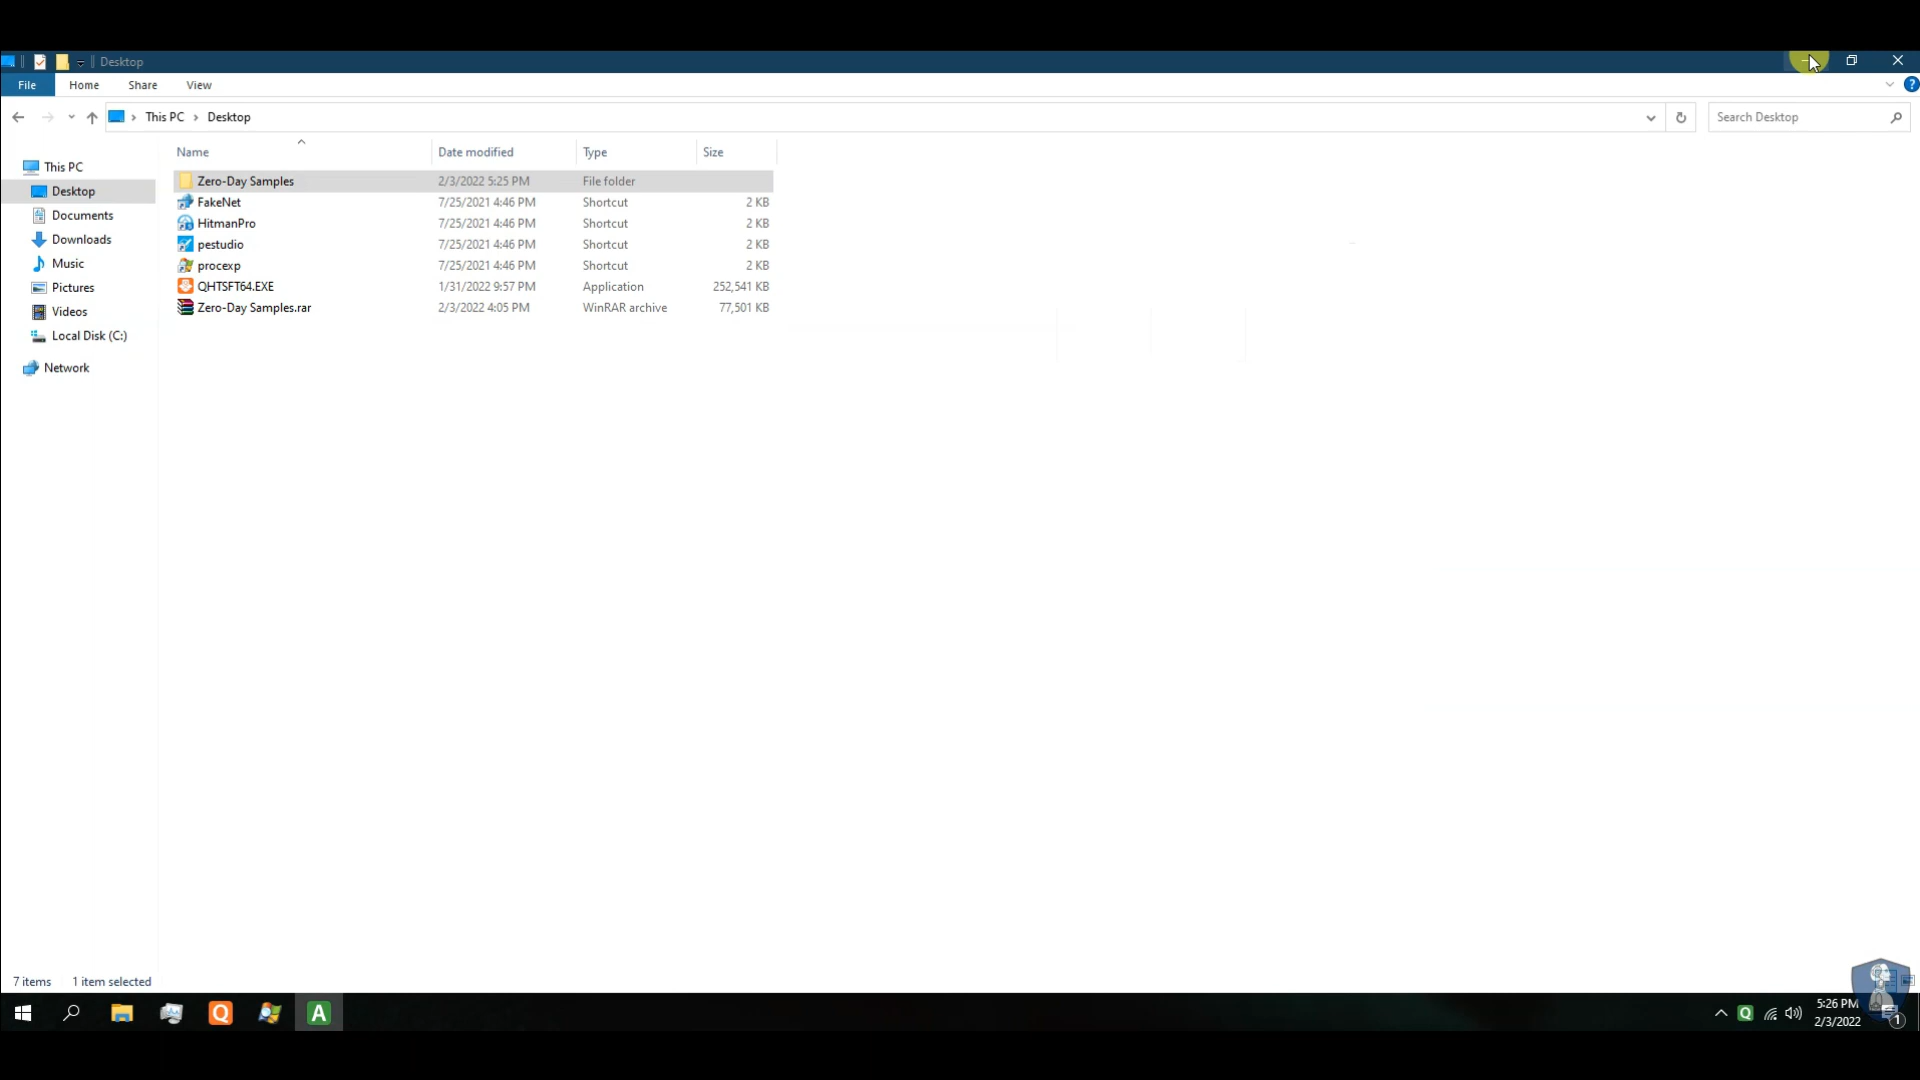 Desktop
File Home Share View
This PC Desktop Search Desktop
Name Date modified Type Size
This PC
Desktop
Documents
Downloads
Music
Pictures
Videos
Local Disk (C:)
Network
Zero-Day Samples 2/3/2022 5:25 PM File folder
FakeNet 7/25/2021 4:46 PM Shortcut 2 KB
HitmanPro 7/25/2021 4:46 PM Shortcut 2 KB
pestudio 7/25/2021 4:46 PM Shortcut 2 KB
procexp 7/25/2021 4:46 PM Shortcut 2 KB
QHTSFT64.EXE 1/31/2022 9:57 PM Application 252,541 KB
Zero-Day Samples.rar 2/3/2022 4:05 PM WinRAR archive 77,501 KB
7 items 1 item selected
Q A Q 5:26 PM
2/3/2022 1